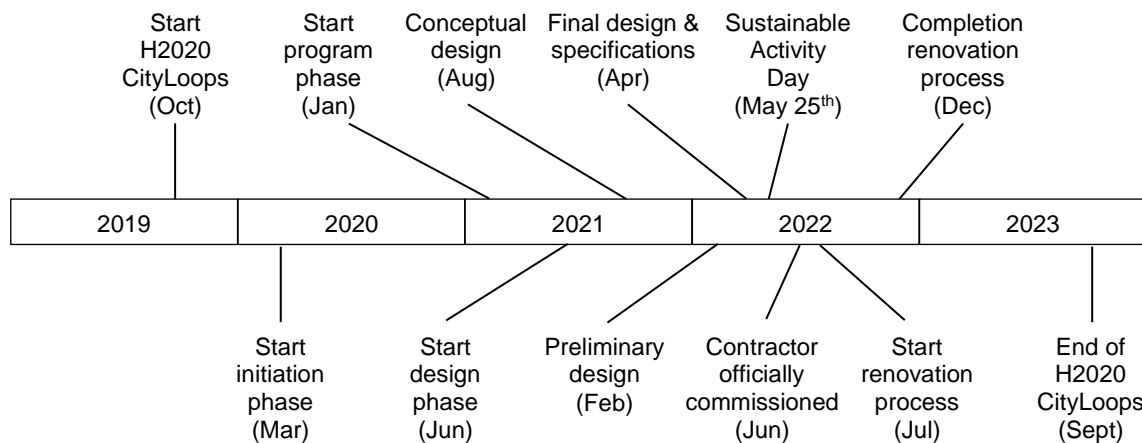 Start
H2020
CityLoops
(Oct)
Start
program
phase
(Jan)
Conceptual
design
(Aug)
Final design &
specifications
(Apr)
Sustainable
Activity
Day
(May 25th)
Completion
renovation
process
(Dec)
2019
2020
2021
2022
2023
Start
initiation
phase
(Mar)
Start
design
phase
(Jun)
Preliminary
design
(Feb)
Contractor
officially
commissioned
(Jun)
Start
renovation
process
(Jul)
End of
H2020
CityLoops
(Sept)